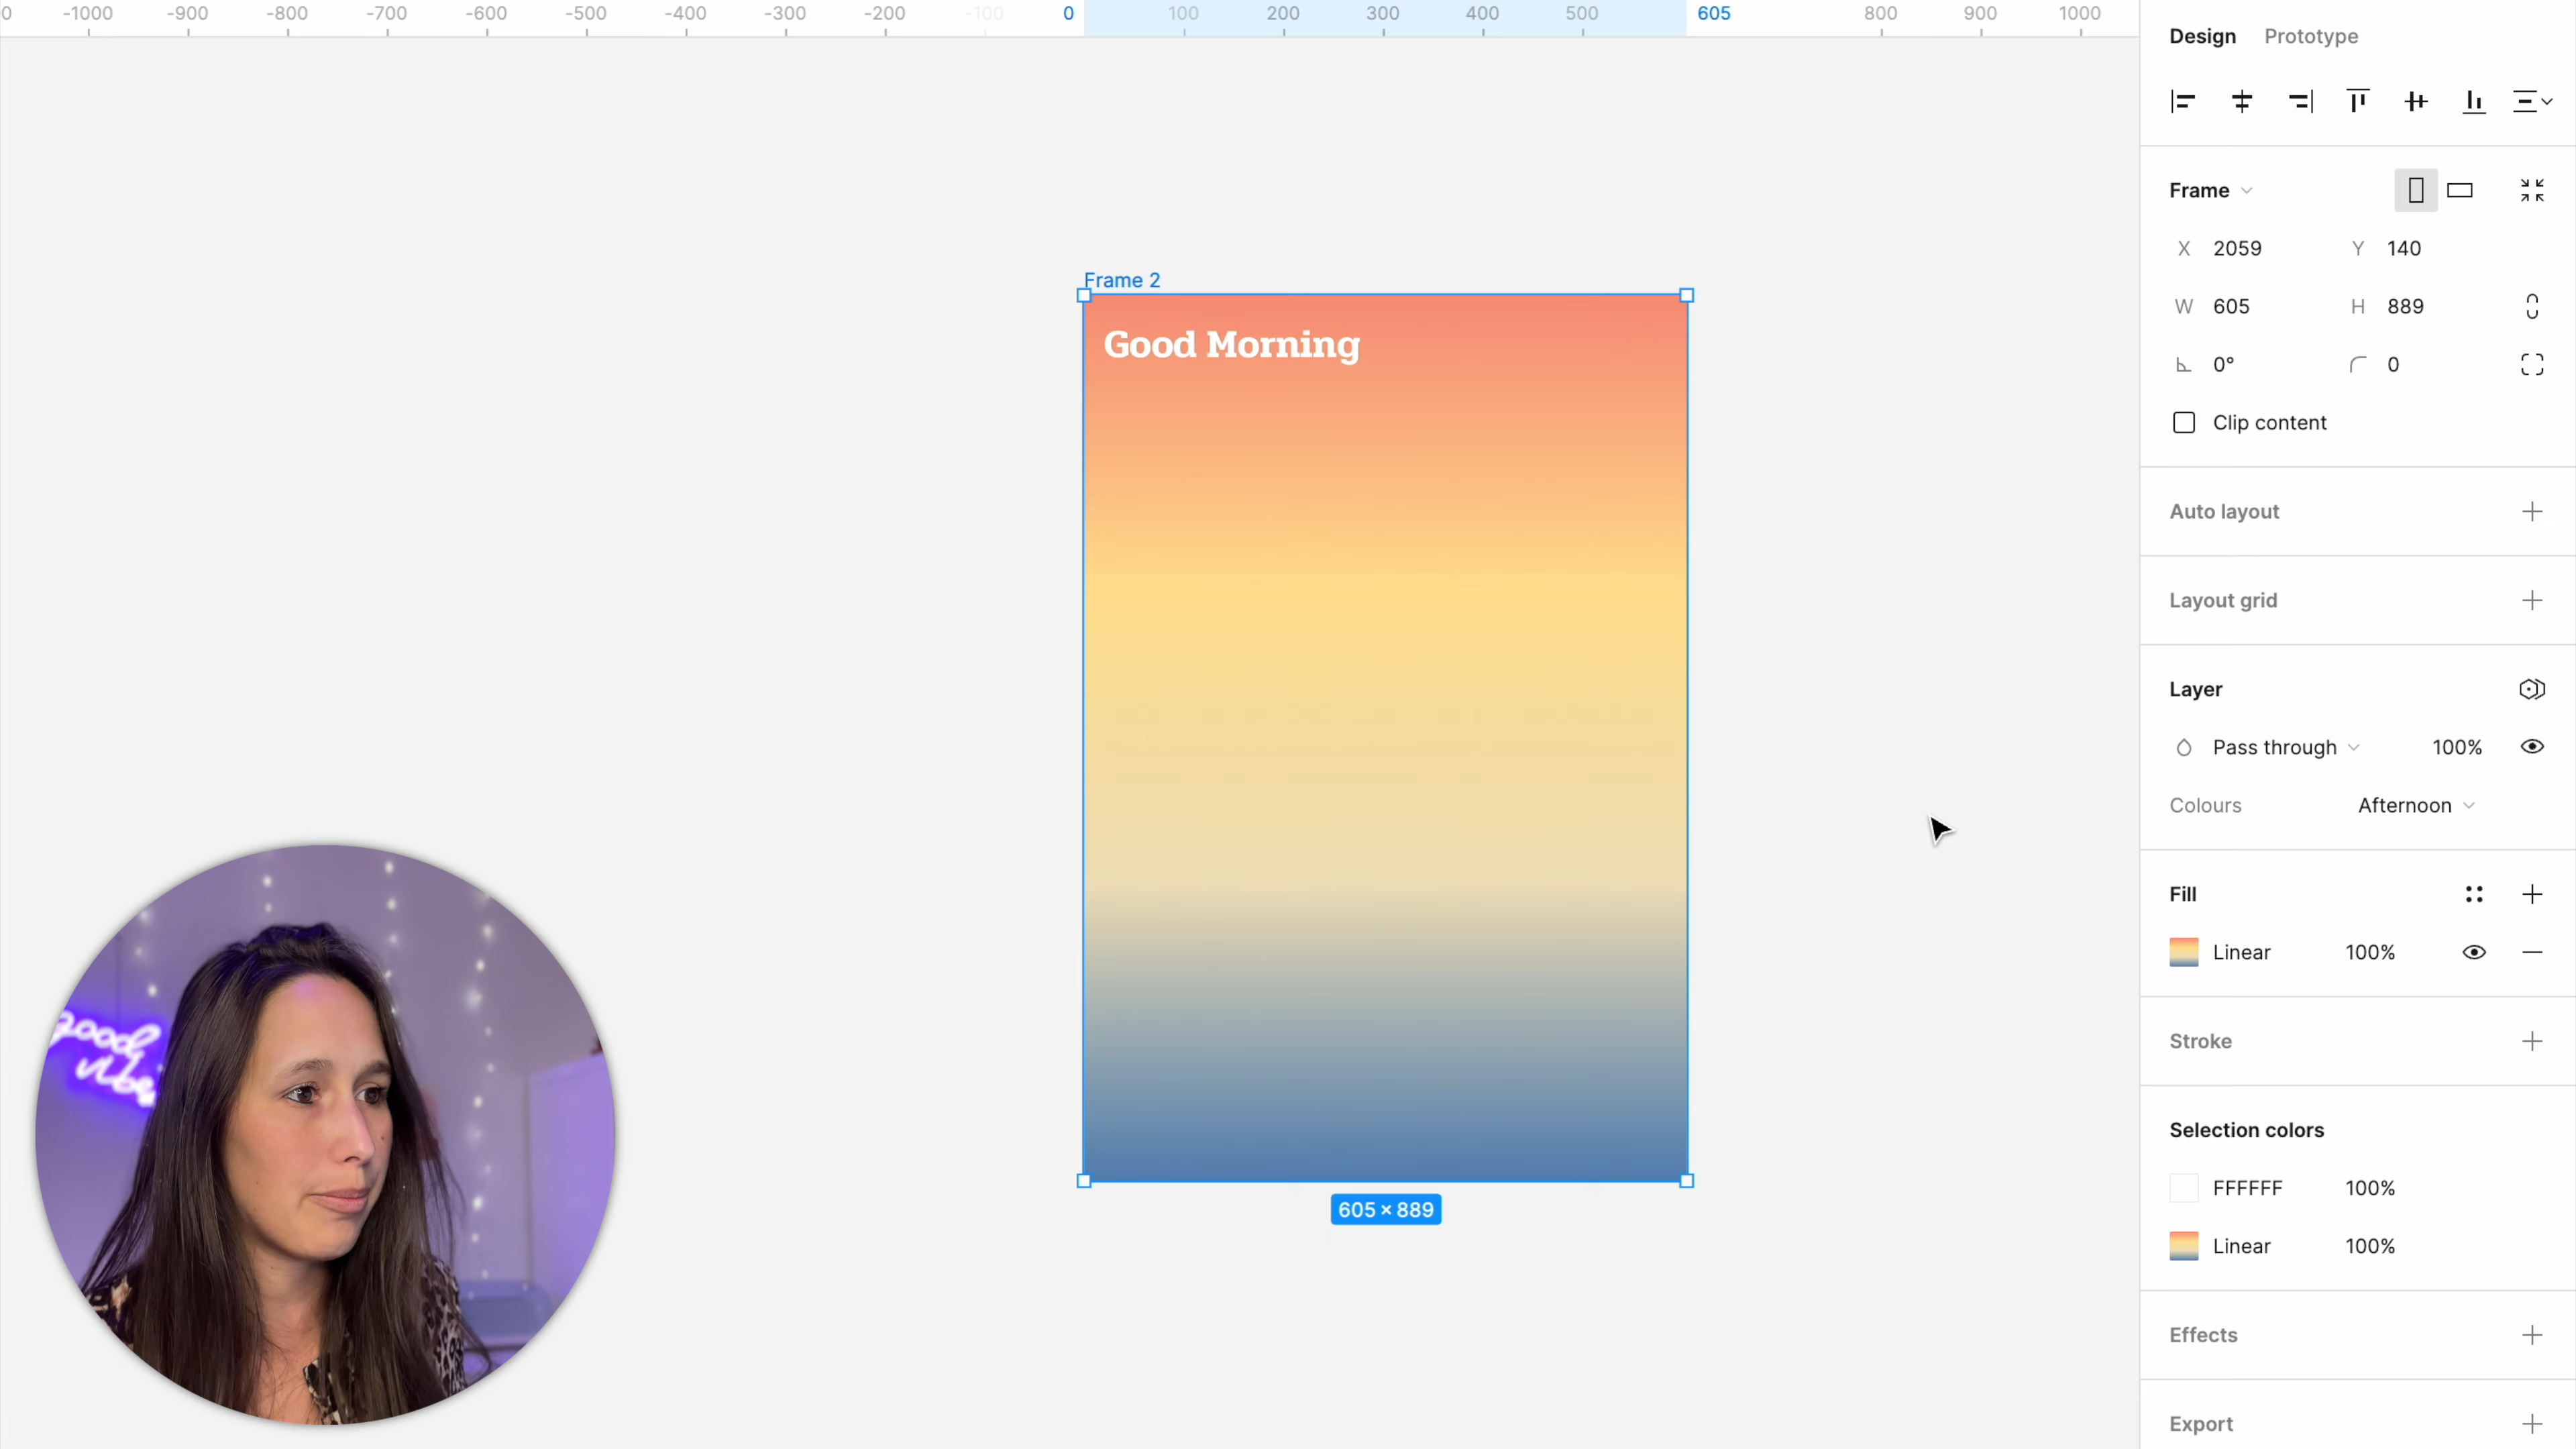 -1000 -900 -800 -700 -600 -500 -400 -300 -200 -100 0 100 200 300 400 500 605 800 900 1000
Frame 2
Good Morning
605 × 889
good
vibe
Design Prototype
Frame
X 2059 Y 140
W 605 H 889
0° 0
Clip content
Auto layout
Layout grid
Layer
Pass through 100%
Colours Afternoon
Fill
Linear 100%
Stroke
Selection colors
FFFFFF 100%
Linear 100%
Effects
Export